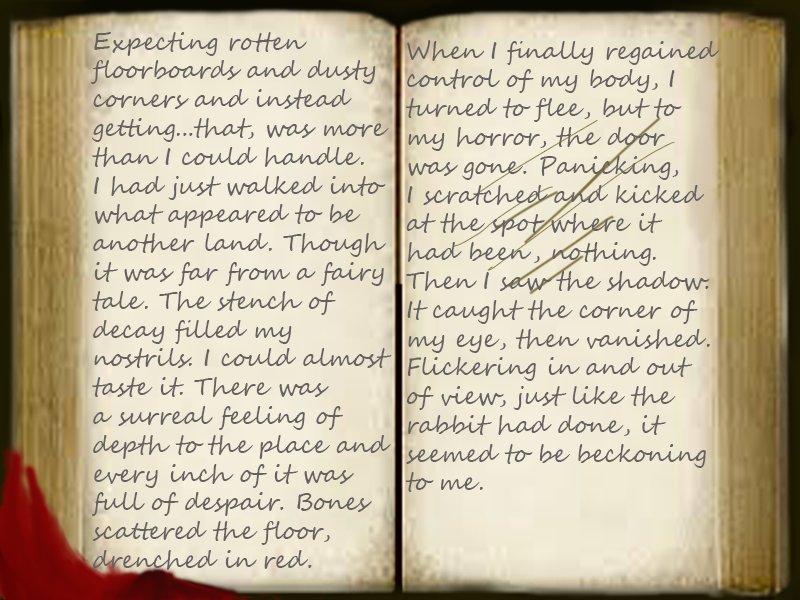 Expecting rotten
floorboards and dusty
corners and instead
getting...that, was more
than I could handle.
I had just walked into
what appeared to be
another land. Though
it was far from a fairy
tale. The stench of
decay filled my
nostrils. I could almost
taste it. There was
a surreal feeling of
depth to the place and
every inch of it was
full of despair. Bones
scattered the floor,
drenched in red.
When I finally regained
control of my body, I
turned to flee, but to
my horror, the door
was gone. Panicking,
I scratched and kicked
at the spot where it
had been, nothing.
Then I saw the shadow.
It caught the corner of
my eye, then vanished.
Flickering in and out
of view, just like the
rabbit had done, it
seemed to be beckoning
to me.